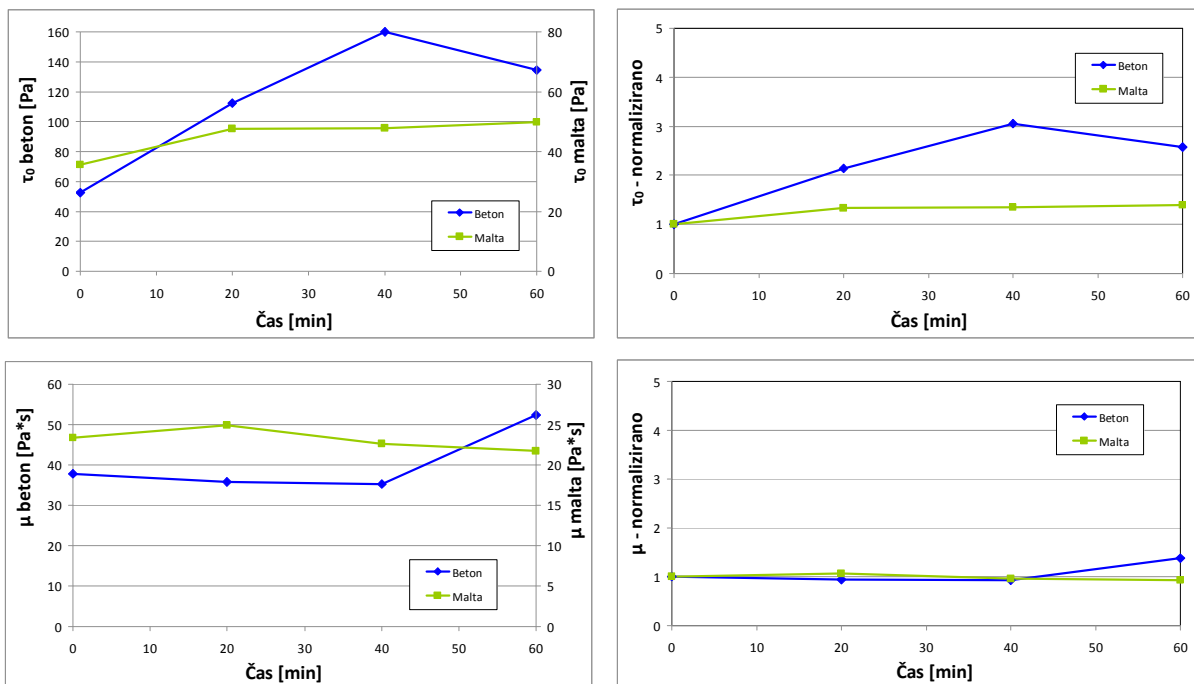 τ₀ beton [Pa]
160
140
120
100
80
60
40
20
0
80
60
40
20
0
τ₀ malta [Pa]
Beton
Malta
0 10 20 30 40 50 60
Čas [min]
τ₀ - normalizirano
5
4
3
2
1
0
Beton
Malta
0 10 20 30 40 50 60
Čas [min]
μ beton [Pa*s]
60
50
40
30
20
10
0
30
25
20
15
10
5
0
μ malta [Pa*s]
Beton
Malta
0 10 20 30 40 50 60
Čas [min]
μ - normalizirano
5
4
3
2
1
0
Beton
Malta
0 10 20 30 40 50 60
Čas [min]